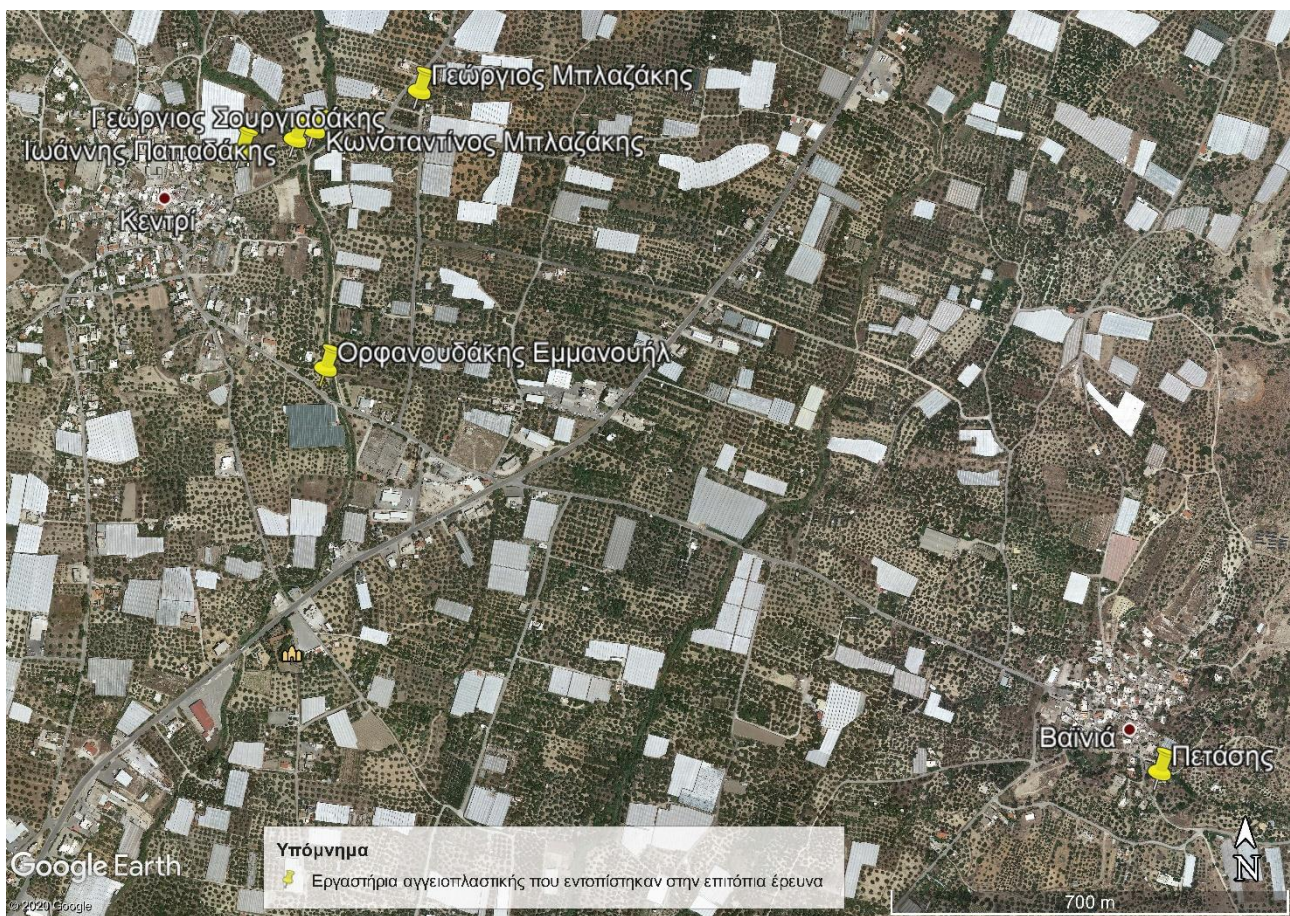 Γεώργιος Μπλαζάκης
Γεώργιος Σουργιαδάκης
Κωνσταντίνος Μπλαζάκης
Ιωάννης Παπαδάκης
Κεντρί
Ορφανουδάκης Εμμανουήλ
Βαϊνιά
Πετάσης
Υπόμνημα
Εργαστήρια αγγειοπλαστικής που εντοπίστηκαν στην επιτόπια έρευνα
Google Earth
© 2020 Google
N
700 m